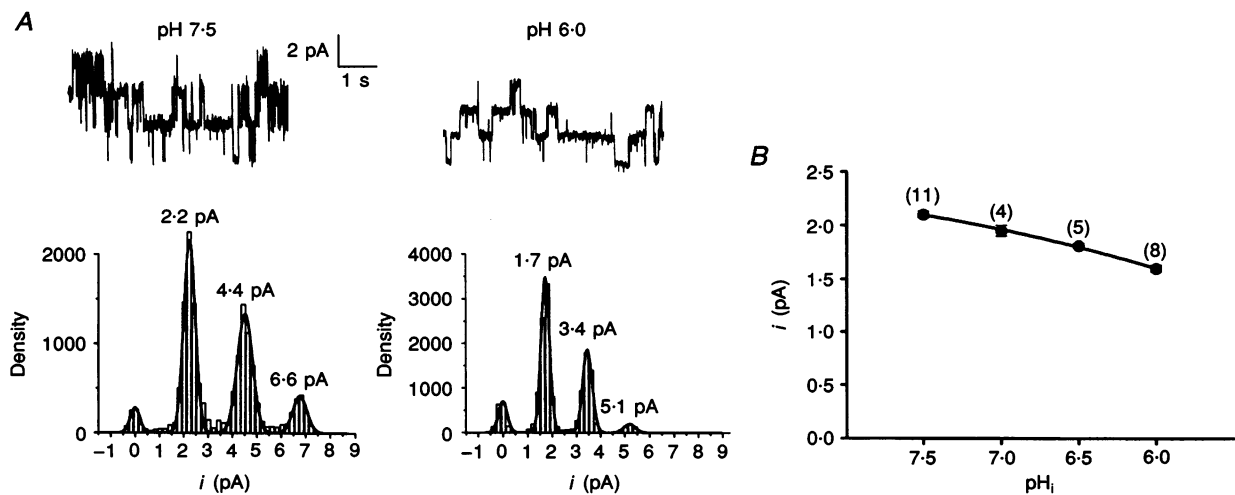 A
pH 7·5
2 pA
1 s
pH 6·0
2·2 pA
4·4 pA
6·6 pA
2000
1000
0
Density
−1 0 1 2 3 4 5 6 7 8 9
i (pA)
1·7 pA
3·4 pA
5·1 pA
4000
3000
2000
1000
0
Density
−1 0 1 2 3 4 5 6 7 8 9
i (pA)
B
2·5
2·0
1·5
1·0
0·5
0·0
i (pA)
(11)
(4)
(5)
(8)
7·5 7·0 6·5 6·0
pHi